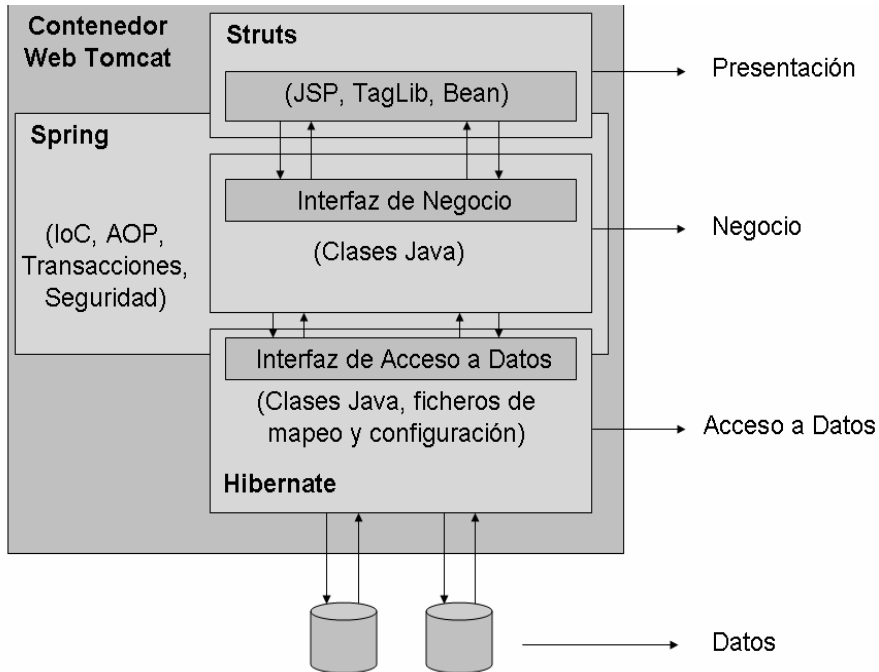 Contenedor
Web Tomcat
Struts
(JSP, TagLib, Bean)
Presentación
Spring
(IoC, AOP,
Transacciones,
Seguridad)
Interfaz de Negocio
(Clases Java)
Negocio
Interfaz de Acceso a Datos
(Clases Java, ficheros de
mapeo y configuración)
Hibernate
Acceso a Datos
Datos